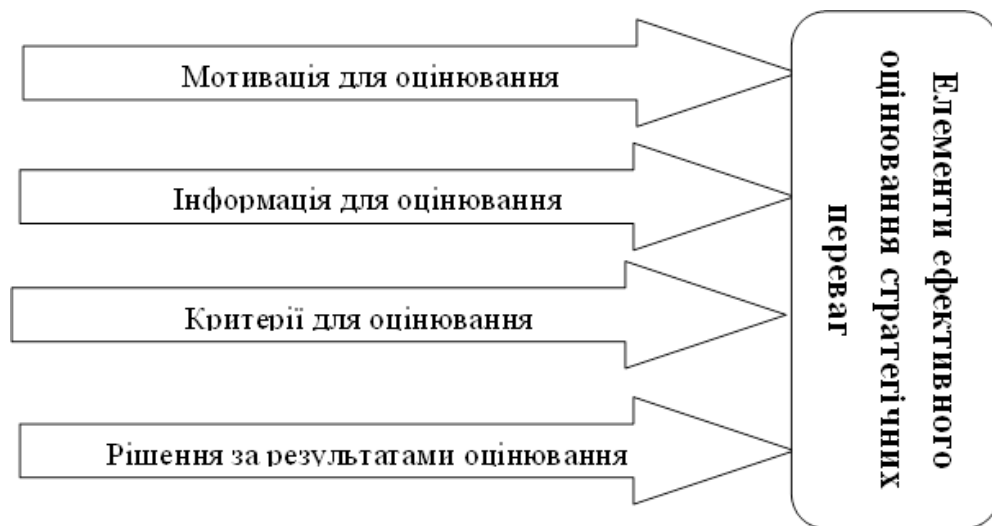 Мотивація для оцінювання
Інформація для оцінювання
Критерії для оцінювання
Рішення за результатами оцінювання
Елементи ефективного
оцінювання стратегічних
переваг